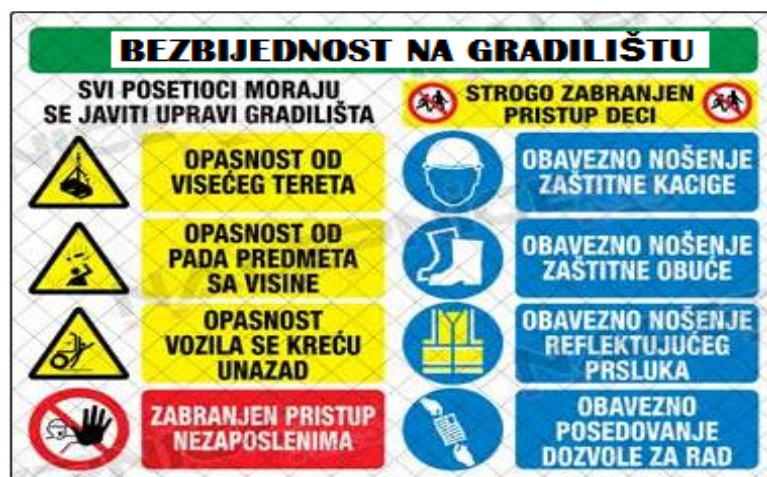 BEZBIJEDNOST NA GRADILIŠTU
SVI POSETIOCI MORAJU
SE JAVITI UPRAVI GRADILIŠTA
STROGO ZABRANJEN
PRISTUP DECI
OPASNOST OD
VISEĆEG TERETA
OBAVEZNO NOŠENJE
ZAŠTITNE KACIGE
OPASNOST OD
PADA PREDMETA
SA VISINE
OBAVEZNO NOŠENJE
ZAŠTITNE OBUĆE
OPASNOST
VOZILA SE KREĆU
UNAZAD
OBAVEZNO NOŠENJE
REFLEKTUJUĆEG
PRSLUKA
ZABRANJEN PRISTUP
NEZAPOSLENIMA
OBAVEZNO
POSEDOVANJE
DOZVOLE ZA RAD